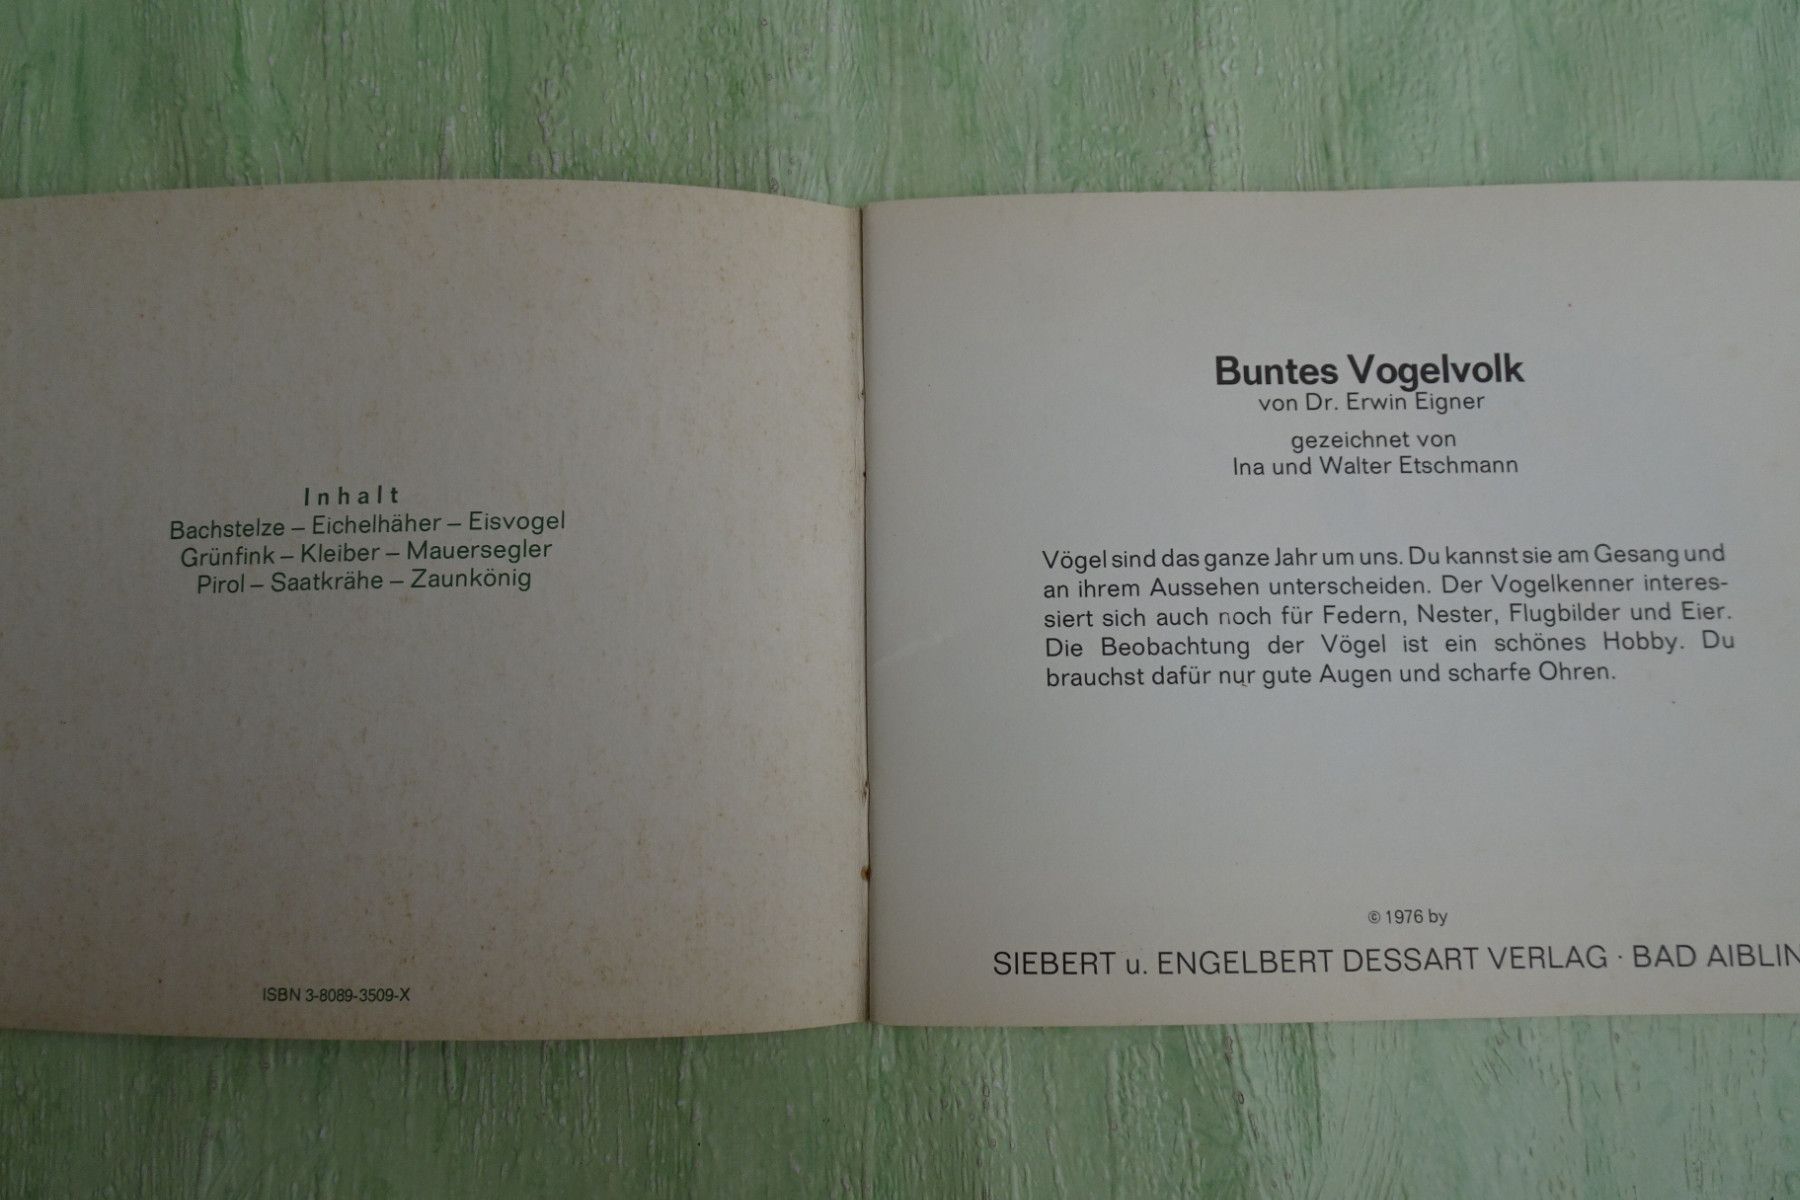 Inhalt
Bachstelze – Eichelhäher – Eisvogel
Grünfink – Kleiber – Mauersegler
Pirol – Saatkrähe – Zaunkönig
ISBN 3-8089-3509-X
Buntes Vogelvolk
von Dr. Erwin Eigner
gezeichnet von
Ina und Walter Etschmann
Vögel sind das ganze Jahr um uns. Du kannst sie am Gesang und
an ihrem Aussehen unterscheiden. Der Vogelkenner interes-
siert sich auch noch für Federn, Nester, Flugbilder und Eier.
Die Beobachtung der Vögel ist ein schönes Hobby. Du
brauchst dafür nur gute Augen und scharfe Ohren.
© 1976 by
SIEBERT u. ENGELBERT DESSART VERLAG · BAD AIBLIN